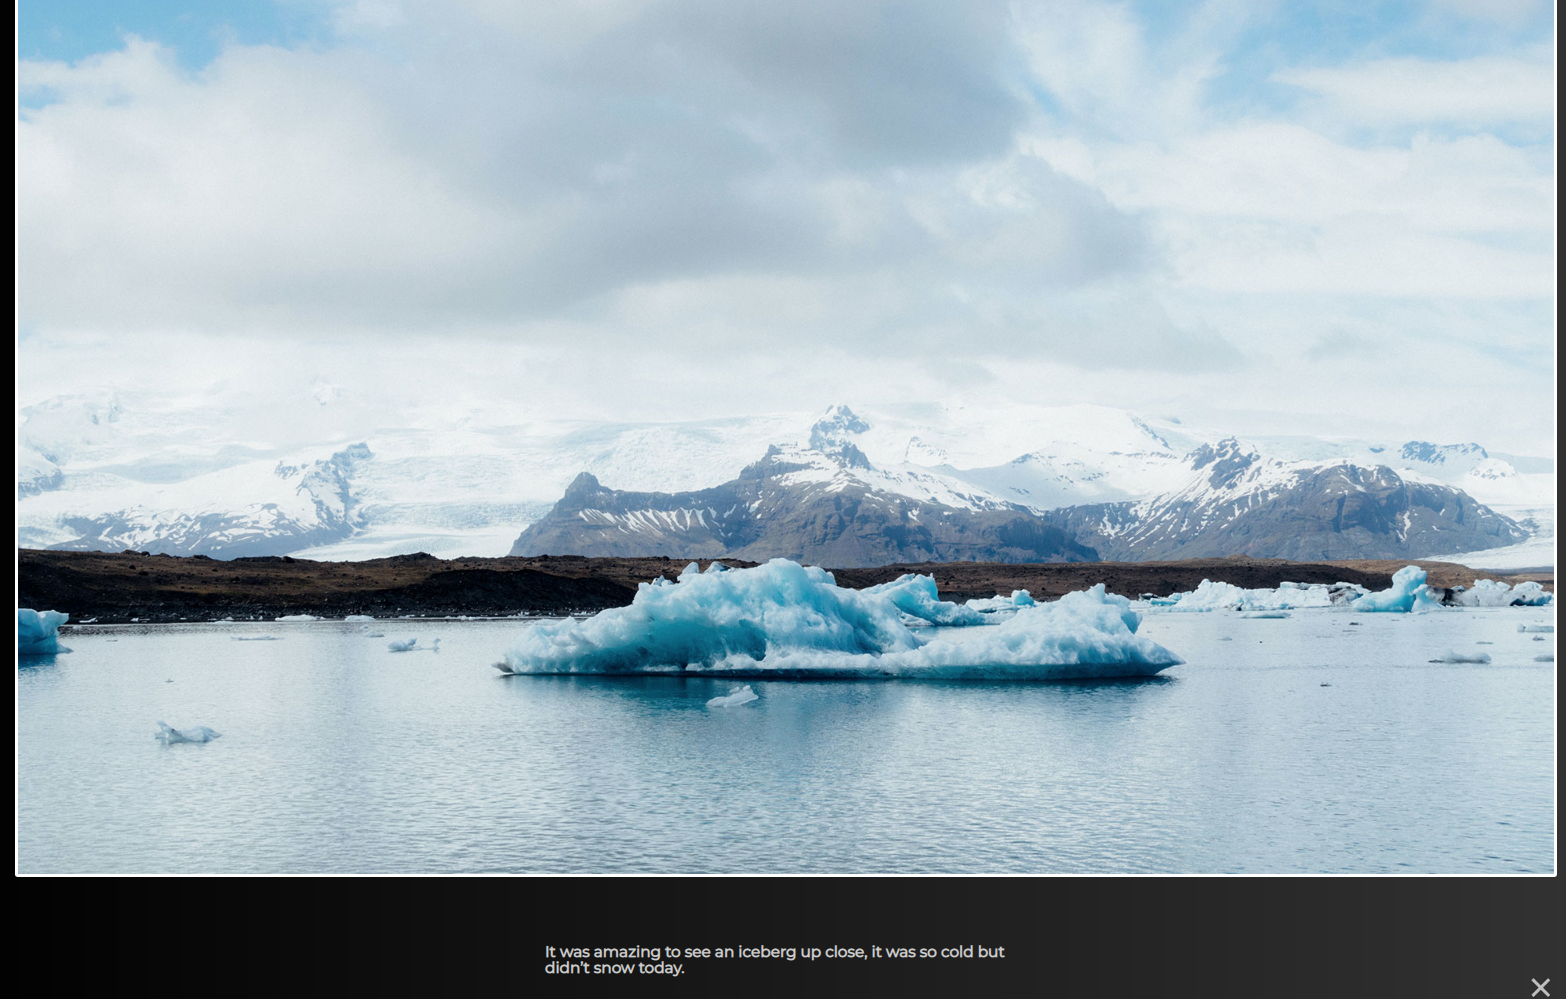 It was amazing to see an iceberg up close, it was so cold but
didn't snow today.